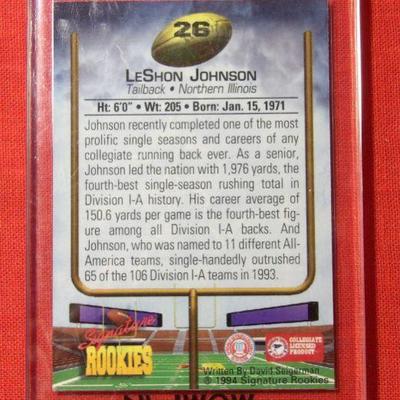 26
LeShon Johnson
Tailback • Northern Illinois
Ht: 6'0" • Wt: 205 • Born: Jan. 15, 1971
Johnson recently completed one of the most
prolific single seasons and careers of any
collegiate running back ever. As a senior,
Johnson led the nation with 1,976 yards, the
fourth-best single-season rushing total in
Division I-A history. His career average of
150.6 yards per game is the fourth-best fig-
ure among all Division I-A backs. And
Johnson, who was named to 11 different All-
America teams, single-handedly outrushed
65 of the 106 Division I-A teams in 1993.
Signature
ROOKIES
COLLEGIATE
LICENSED
PRODUCT
Written By David Seigerman
® 1994 Signature Rookies